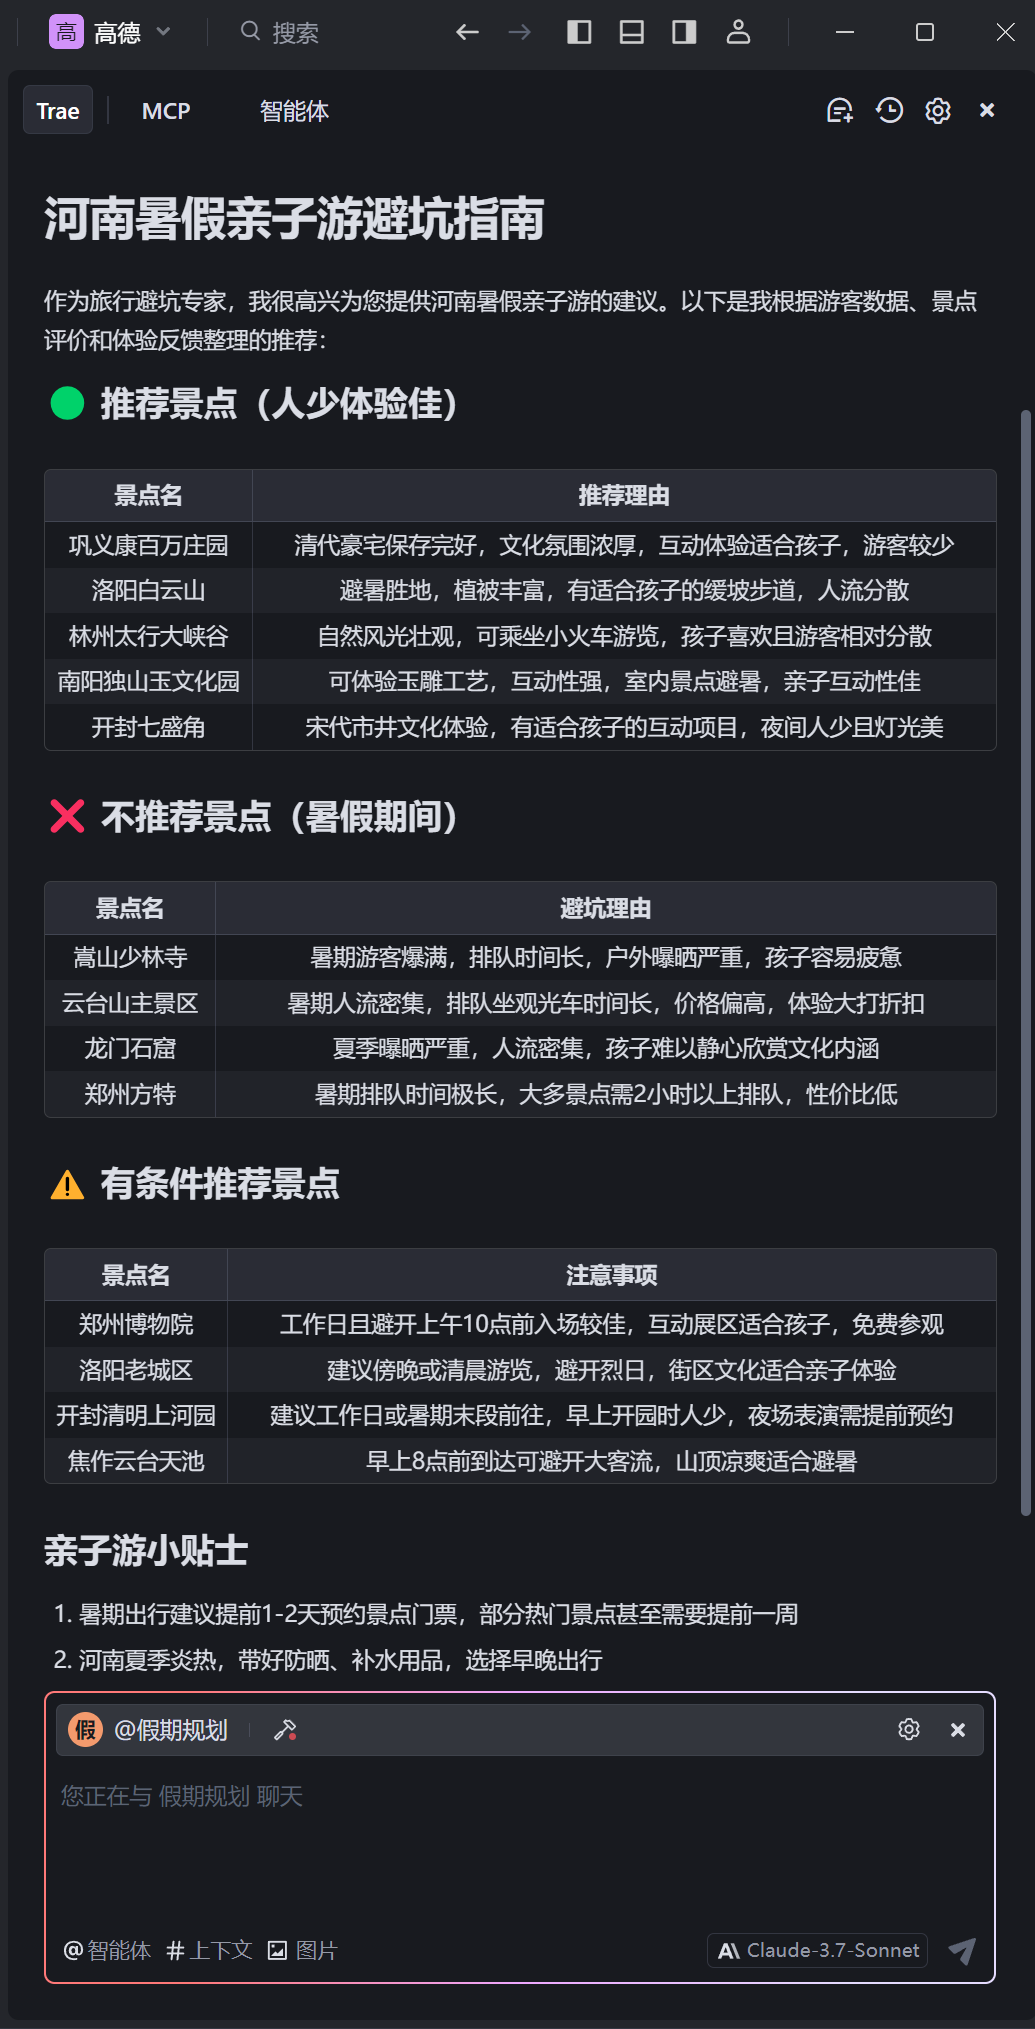 高 高德 搜索
Trae MCP 智能体
河南暑假亲子游避坑指南
作为旅行避坑专家，我很高兴为您提供河南暑假亲子游的建议。以下是我根据游客数据、景点
评价和体验反馈整理的推荐：
推荐景点（人少体验佳）
景点名 推荐理由
巩义康百万庄园 清代豪宅保存完好，文化氛围浓厚，互动体验适合孩子，游客较少
洛阳白云山 避暑胜地，植被丰富，有适合孩子的缓坡步道，人流分散
林州太行大峡谷 自然风光壮观，可乘坐小火车游览，孩子喜欢且游客相对分散
南阳独山玉文化园 可体验玉雕工艺，互动性强，室内景点避暑，亲子互动性佳
开封七盛角 宋代市井文化体验，有适合孩子的互动项目，夜间人少且灯光美
不推荐景点（暑假期间）
景点名 避坑理由
嵩山少林寺 暑期游客爆满，排队时间长，户外曝晒严重，孩子容易疲惫
云台山主景区 暑期人流密集，排队坐观光车时间长，价格偏高，体验大打折扣
龙门石窟 夏季曝晒严重，人流密集，孩子难以静心欣赏文化内涵
郑州方特 暑期排队时间极长，大多景点需2小时以上排队，性价比低
有条件推荐景点
景点名 注意事项
郑州博物院 工作日且避开上午10点前入场较佳，互动展区适合孩子，免费参观
洛阳老城区 建议傍晚或清晨游览，避开烈日，街区文化适合亲子体验
开封清明上河园 建议工作日或暑期末段前往，早上开园时人少，夜场表演需提前预约
焦作云台天池 早上8点前到达可避开大客流，山顶凉爽适合避暑
亲子游小贴士
1. 暑期出行建议提前1-2天预约景点门票，部分热门景点甚至需要提前一周
2. 河南夏季炎热，带好防晒、补水用品，选择早晚出行
假 @假期规划
您正在与 假期规划 聊天
@智能体 # 上下文 图片 Claude-3.7-Sonnet